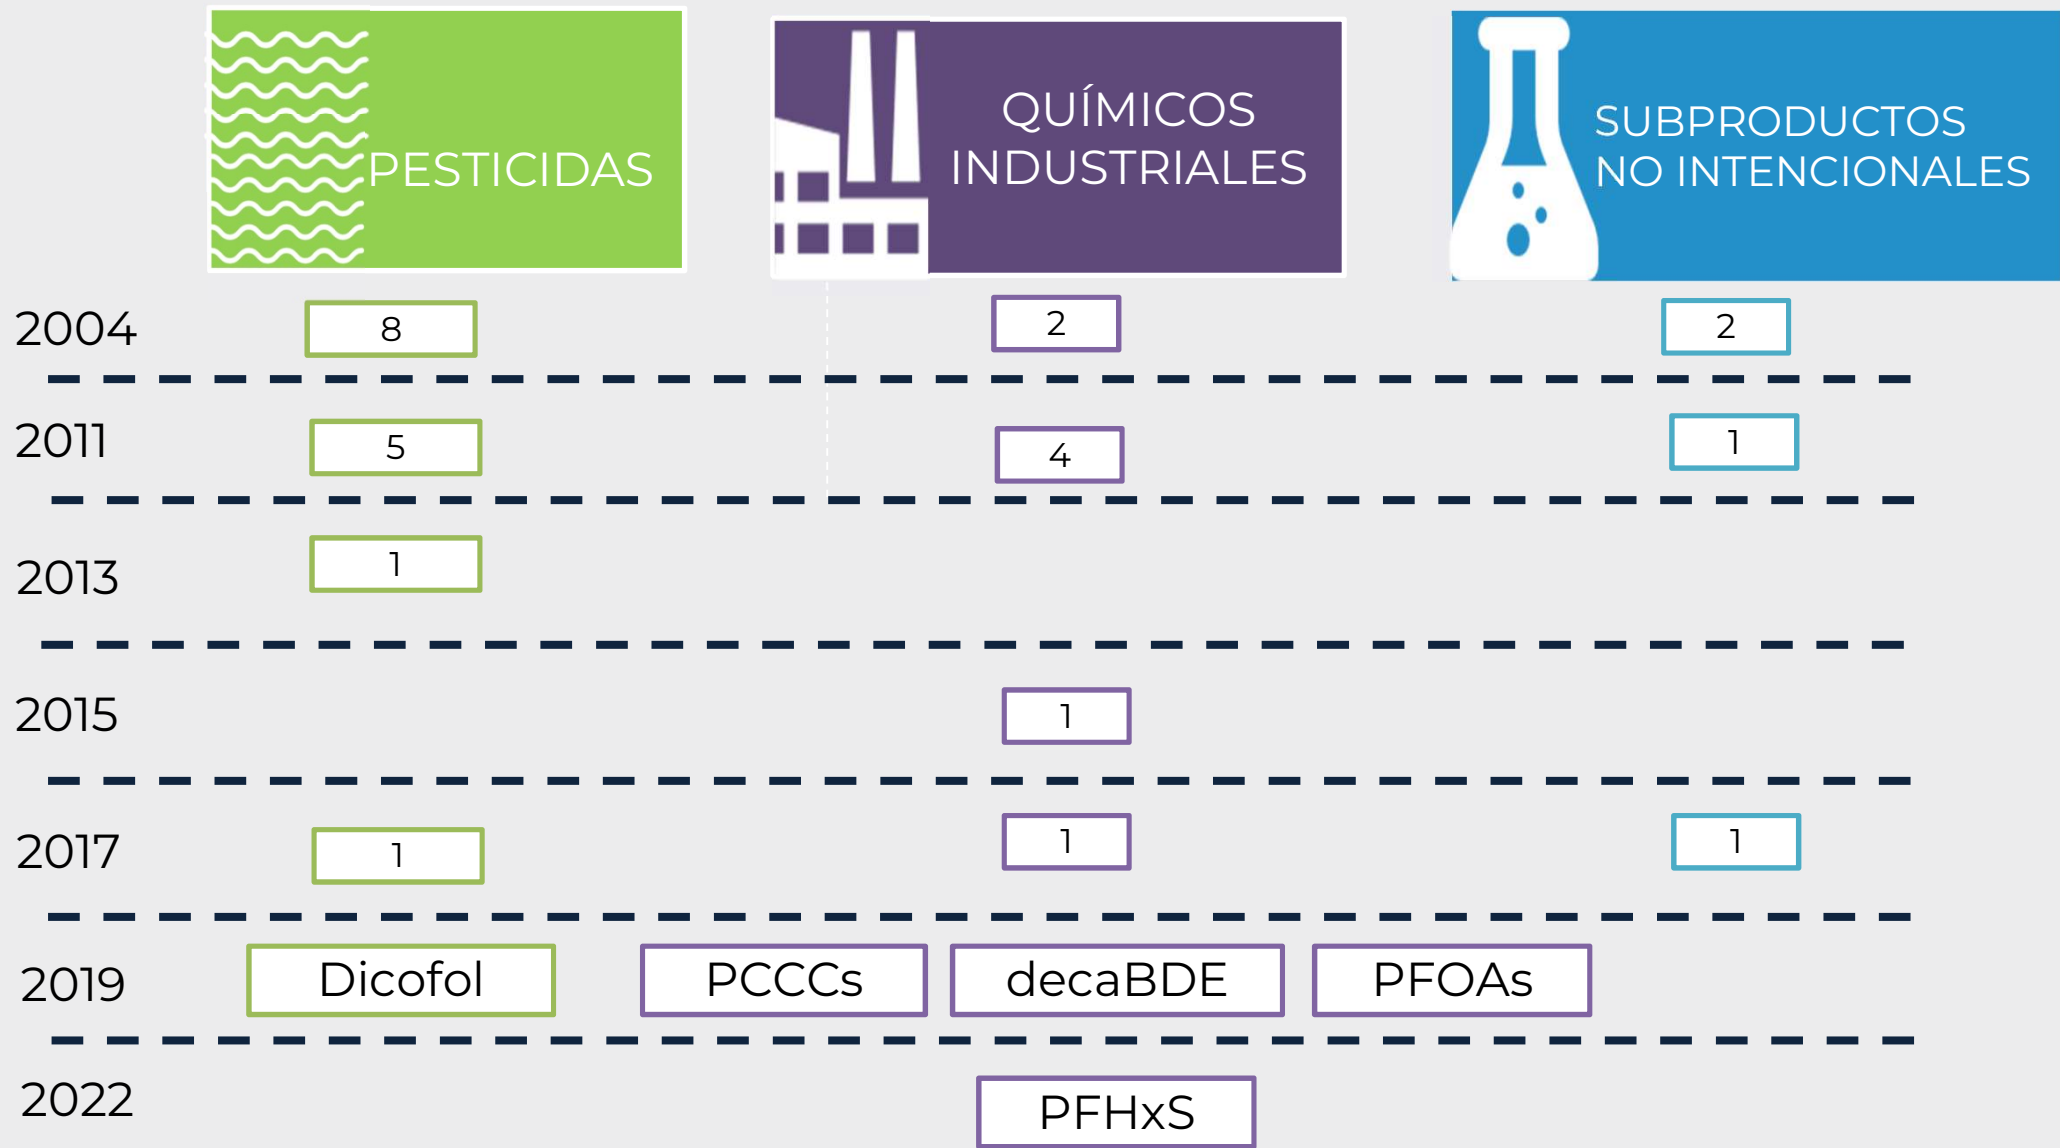 PESTICIDAS
QUÍMICOS
INDUSTRIALES
SUBPRODUCTOS
NO INTENCIONALES
2004
8
2
2
2011
5
4
1
2013
1
2015
1
2017
1
1
1
2019
Dicofol
PCCCs
decaBDE
PFOAs
2022
PFHxS